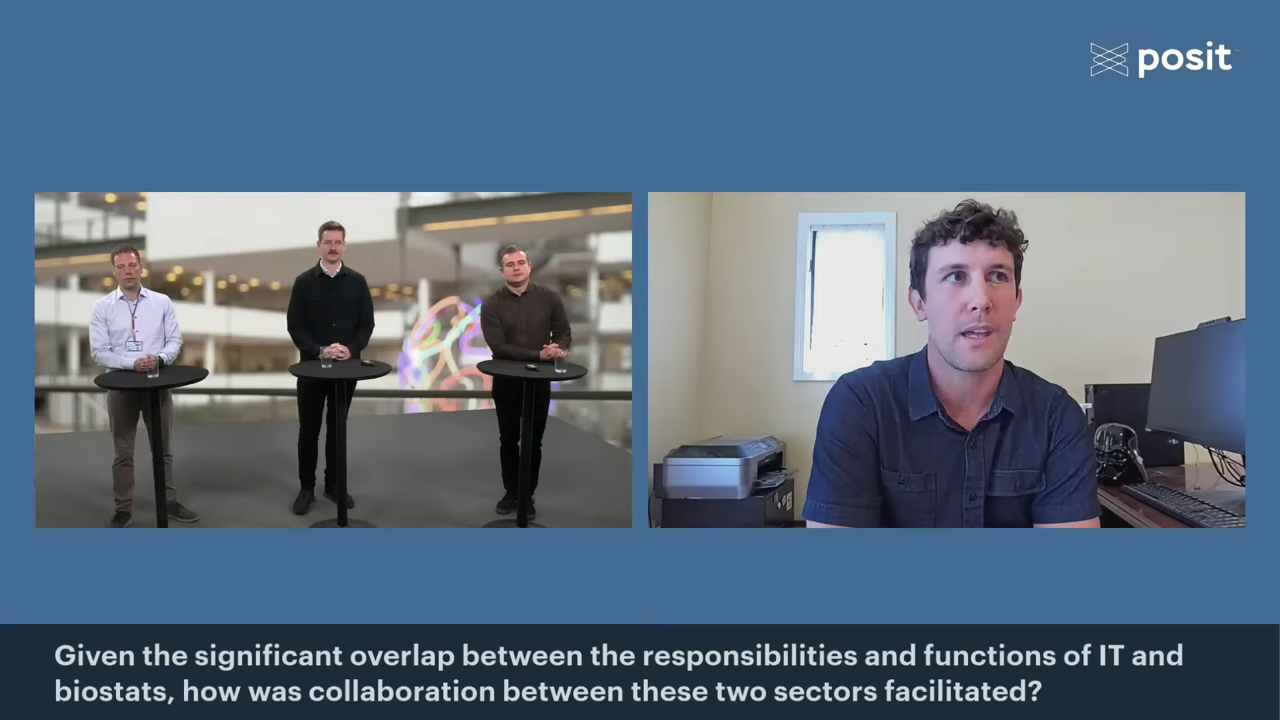 posit
Given the significant overlap between the responsibilities and functions of IT and
biostats, how was collaboration between these two sectors facilitated?